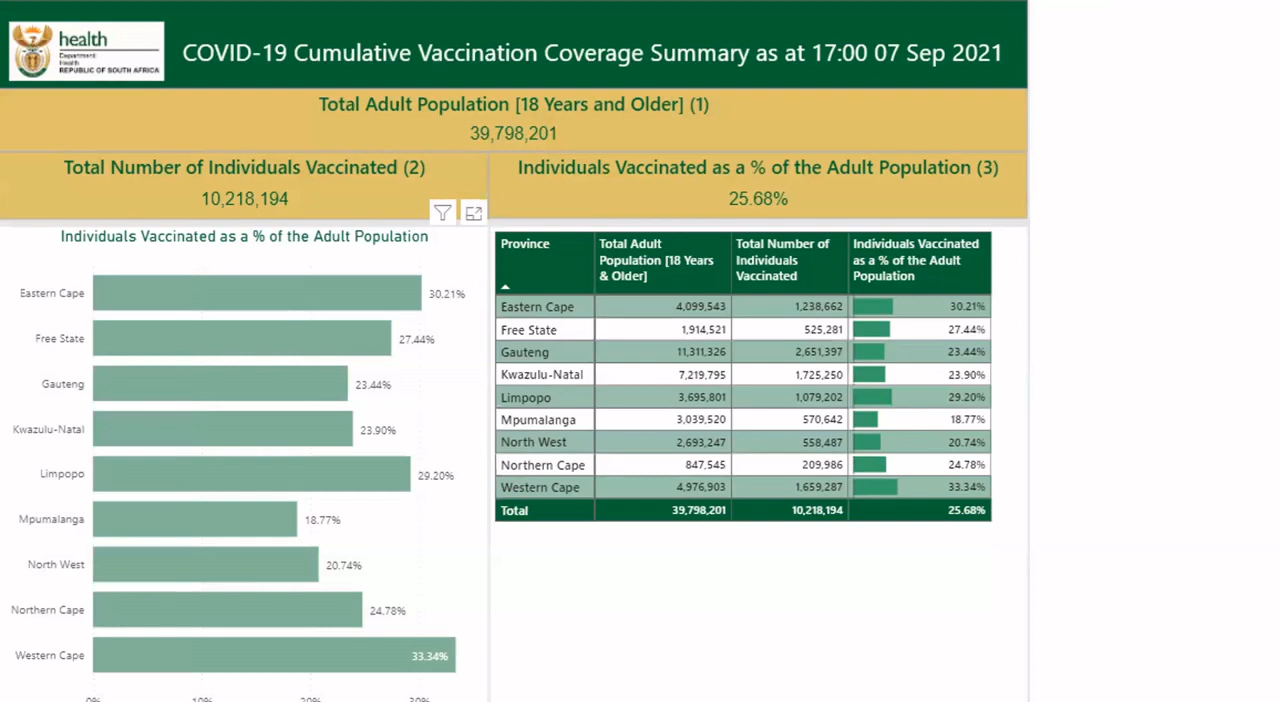 health
Department:
Health
REPUBLIC OF SOUTH AFRICA
COVID-19 Cumulative Vaccination Coverage Summary as at 17:00 07 Sep 2021
Total Adult Population [18 Years and Older] (1)
39,798,201
Total Number of Individuals Vaccinated (2)
10,218,194
Individuals Vaccinated as a % of the Adult Population (3)
25.68%
Individuals Vaccinated as a % of the Adult Population
Eastern Cape 30.21%
Free State 27.44%
Gauteng 23.44%
Kwazulu-Natal 23.90%
Limpopo 29.20%
Mpumalanga 18.77%
North West 20.74%
Northern Cape 24.78%
Western Cape 33.34%
0% 10% 20% 30%
Province Total Adult Total Number of Individuals Vaccinated
Population [18 Years Individuals as a % of the Adult
& Older] Vaccinated Population
Eastern Cape 4,099,543 1,238,662 30.21%
Free State 1,914,521 525,281 27.44%
Gauteng 11,311,326 2,651,397 23.44%
Kwazulu-Natal 7,219,795 1,725,250 23.90%
Limpopo 3,695,801 1,079,202 29.20%
Mpumalanga 3,039,520 570,642 18.77%
North West 2,693,247 558,487 20.74%
Northern Cape 847,545 209,986 24.78%
Western Cape 4,976,903 1,659,287 33.34%
Total 39,798,201 10,218,194 25.68%